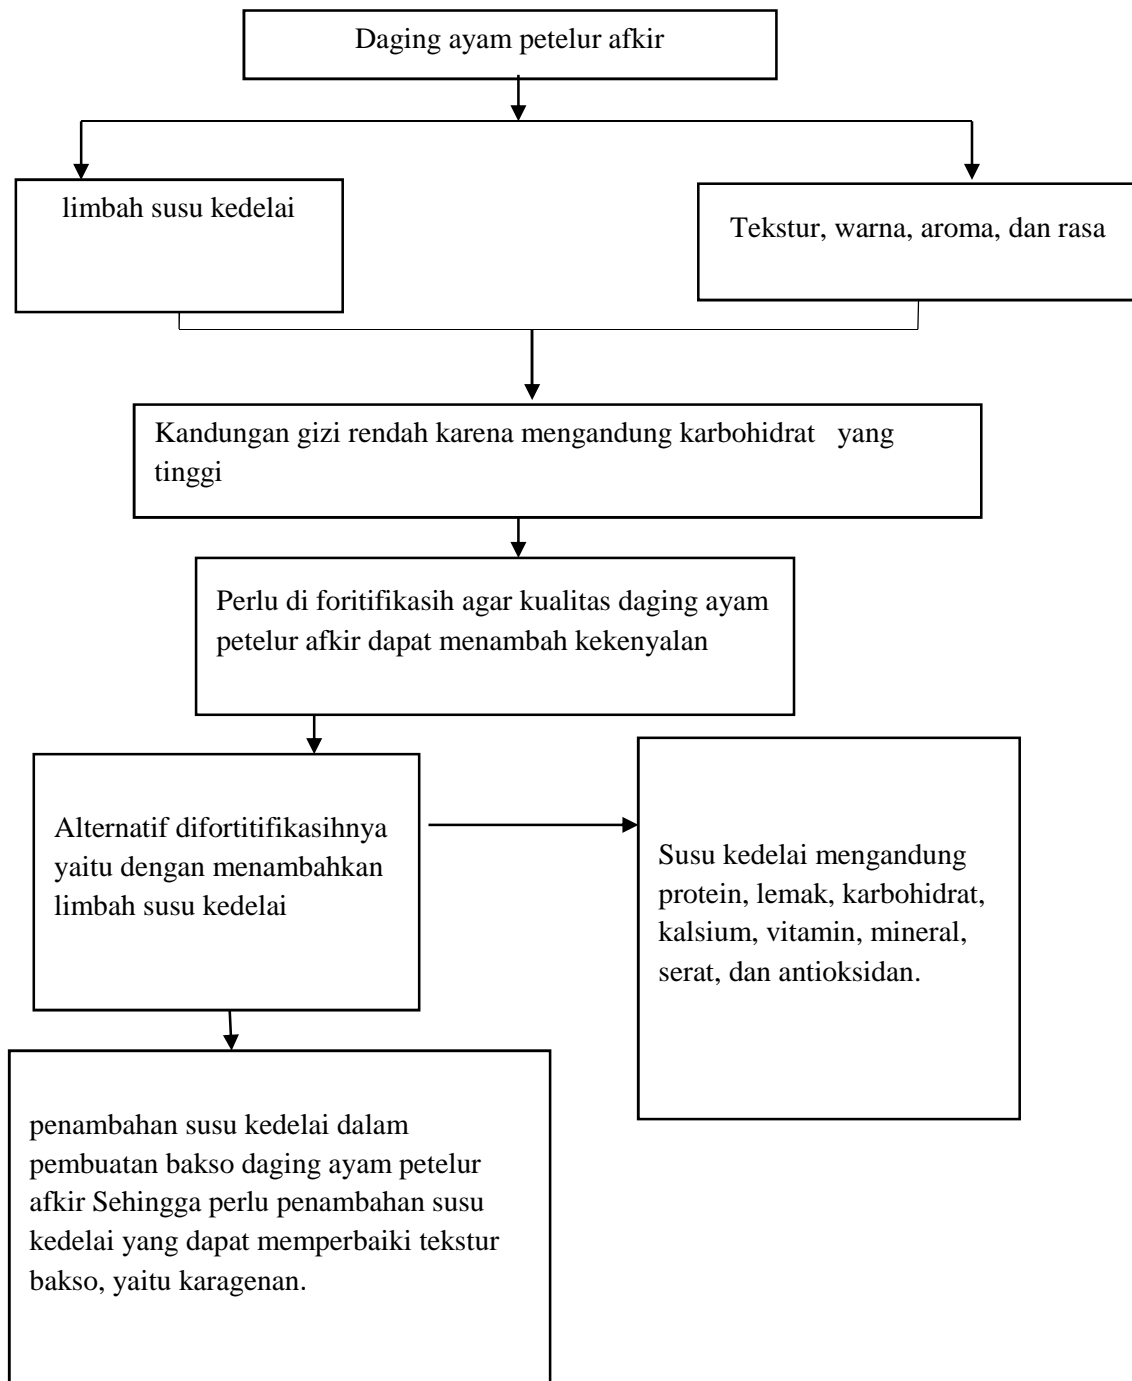 Daging ayam petelur afkir
limbah susu kedelai
Tekstur, warna, aroma, dan rasa
Kandungan gizi rendah karena mengandung karbohidrat yang
tinggi
Perlu di foritifikasih agar kualitas daging ayam
petelur afkir dapat menambah kekenyalan
Alternatif difortitifikasihnya
yaitu dengan menambahkan
limbah susu kedelai
Susu kedelai mengandung
protein, lemak, karbohidrat,
kalsium, vitamin, mineral,
serat, dan antioksidan.
penambahan susu kedelai dalam
pembuatan bakso daging ayam petelur
afkir Sehingga perlu penambahan susu
kedelai yang dapat memperbaiki tekstur
bakso, yaitu karagenan.